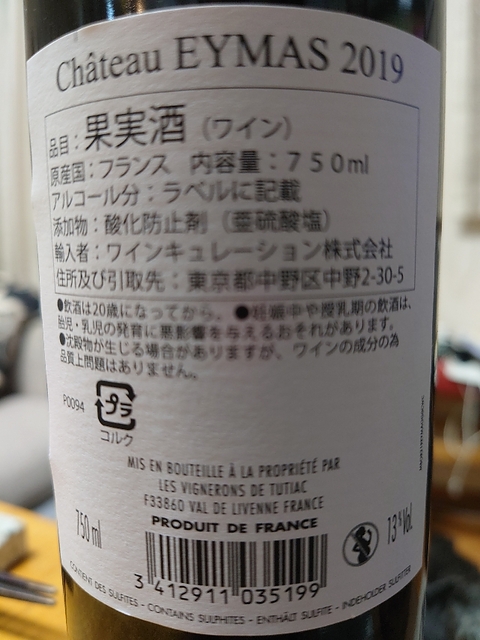 Château EYMAS 2019
品目：果実酒（ワイン）
原産国：フランス　内容量：７５０ml
アルコール分：ラベルに記載
添加物：酸化防止剤（亜硫酸塩）
輸入者：ワインキュレーション株式会社
住所及び引取先：東京都中野区中野2-30-5
●飲酒は20歳になってから。●妊娠中や授乳期の飲酒は、
胎児・乳児の発育に悪影響を与えるおそれがあります。
●沈殿物が生じる場合がありますが、ワインの成分の為
品質上問題はありません。
P0094
プラ
コルク
MIS EN BOUTEILLE À LA PROPRIÉTÉ PAR
LES VIGNERONS DE TUTIAC
F33860 VAL DE LIVENNE FRANCE
PRODUIT DE FRANCE
750 ml
13%Vol.
3 412911 035199
CONTIENT DES SULFITES - CONTAINS SULPHITES - ENTHÄLT SULFITE - INDEHOLDER SULFITTER